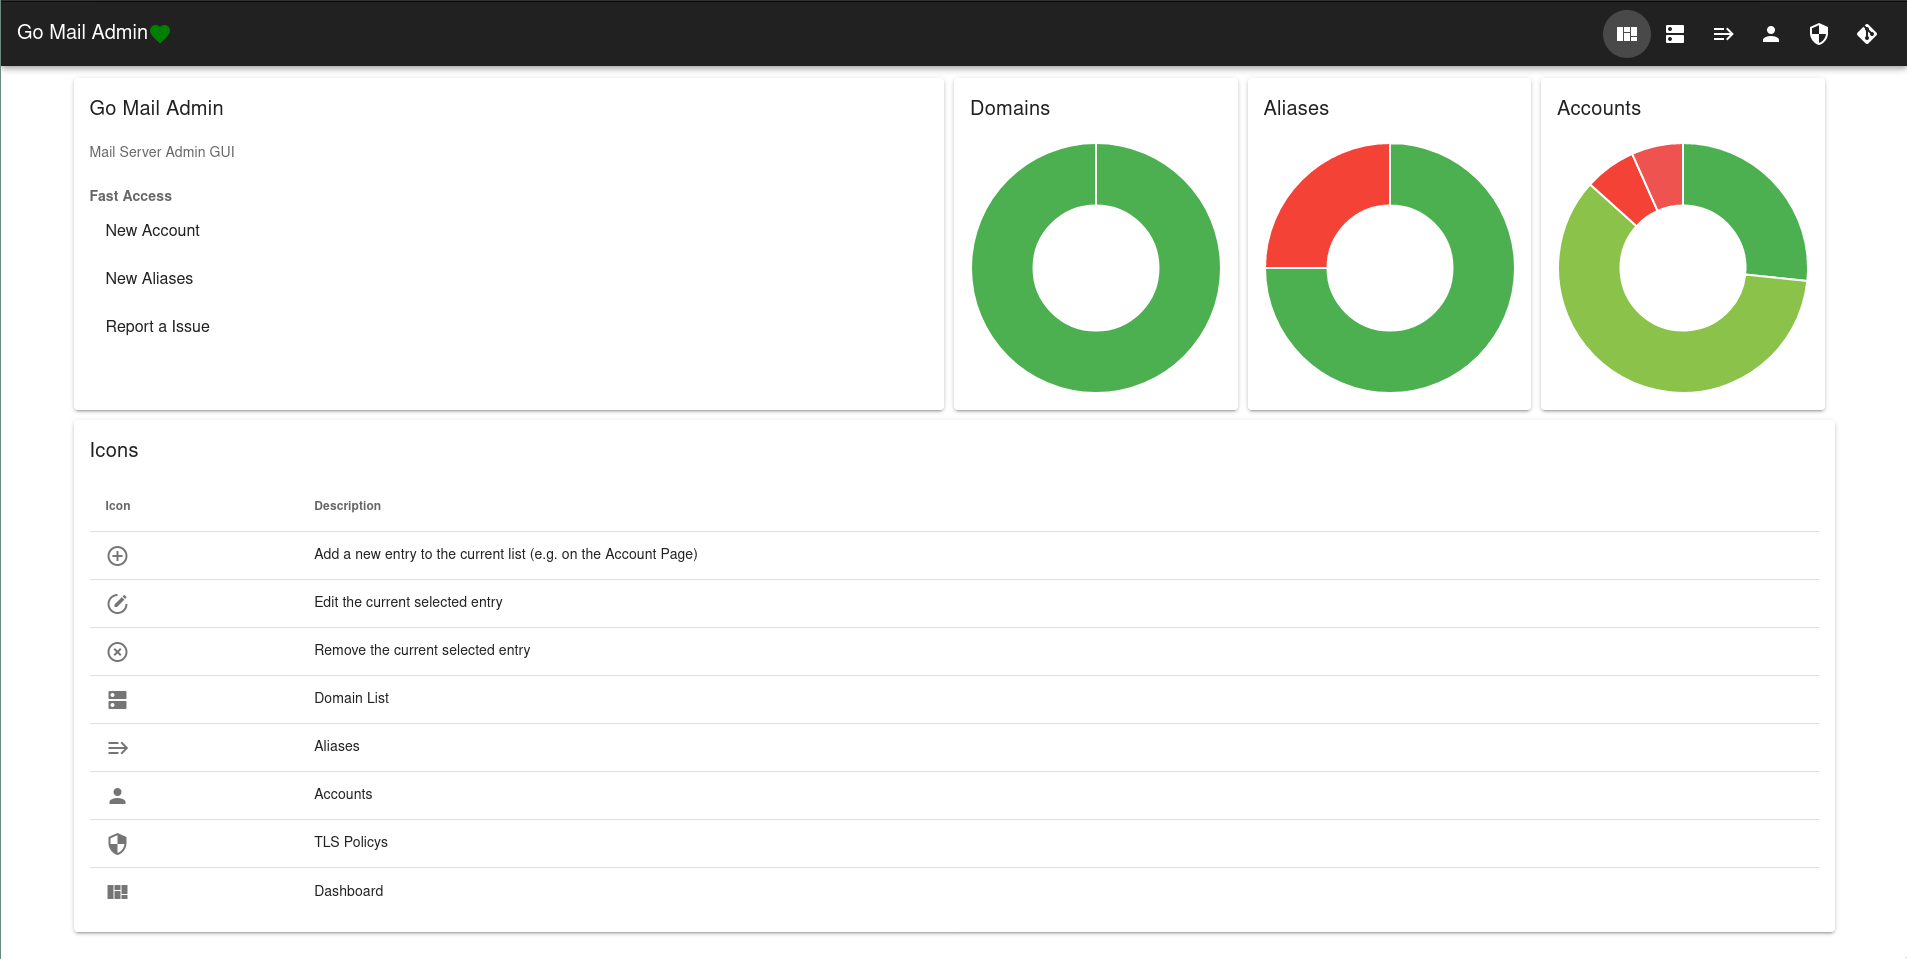 Go Mail Admin
Go Mail Admin
Mail Server Admin GUI
Fast Access
New Account
New Aliases
Report a Issue
Domains
Aliases
Accounts
Icons
Icon Description
Add a new entry to the current list (e.g. on the Account Page)
Edit the current selected entry
Remove the current selected entry
Domain List
Aliases
Accounts
TLS Policys
Dashboard